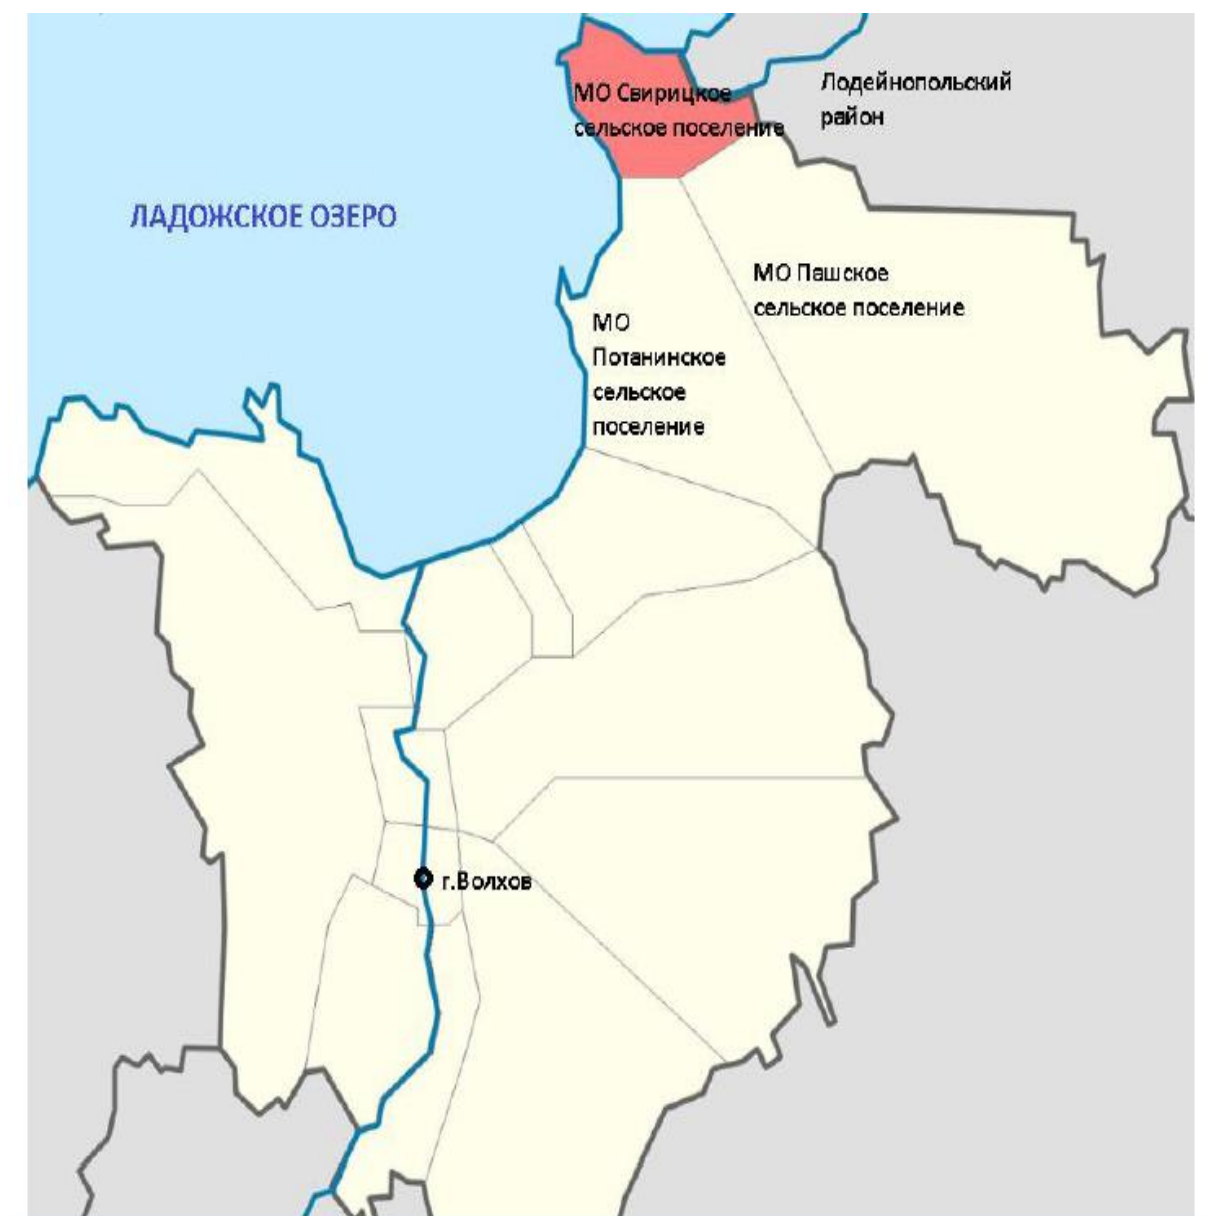 МО Свирицкое
сельское поселение
Лодейнопольский
район
ЛАДОЖСКОЕ ОЗЕРО
МО Пашское
сельское поселение
МО
Потанинское
сельское
поселение
г.Волхов